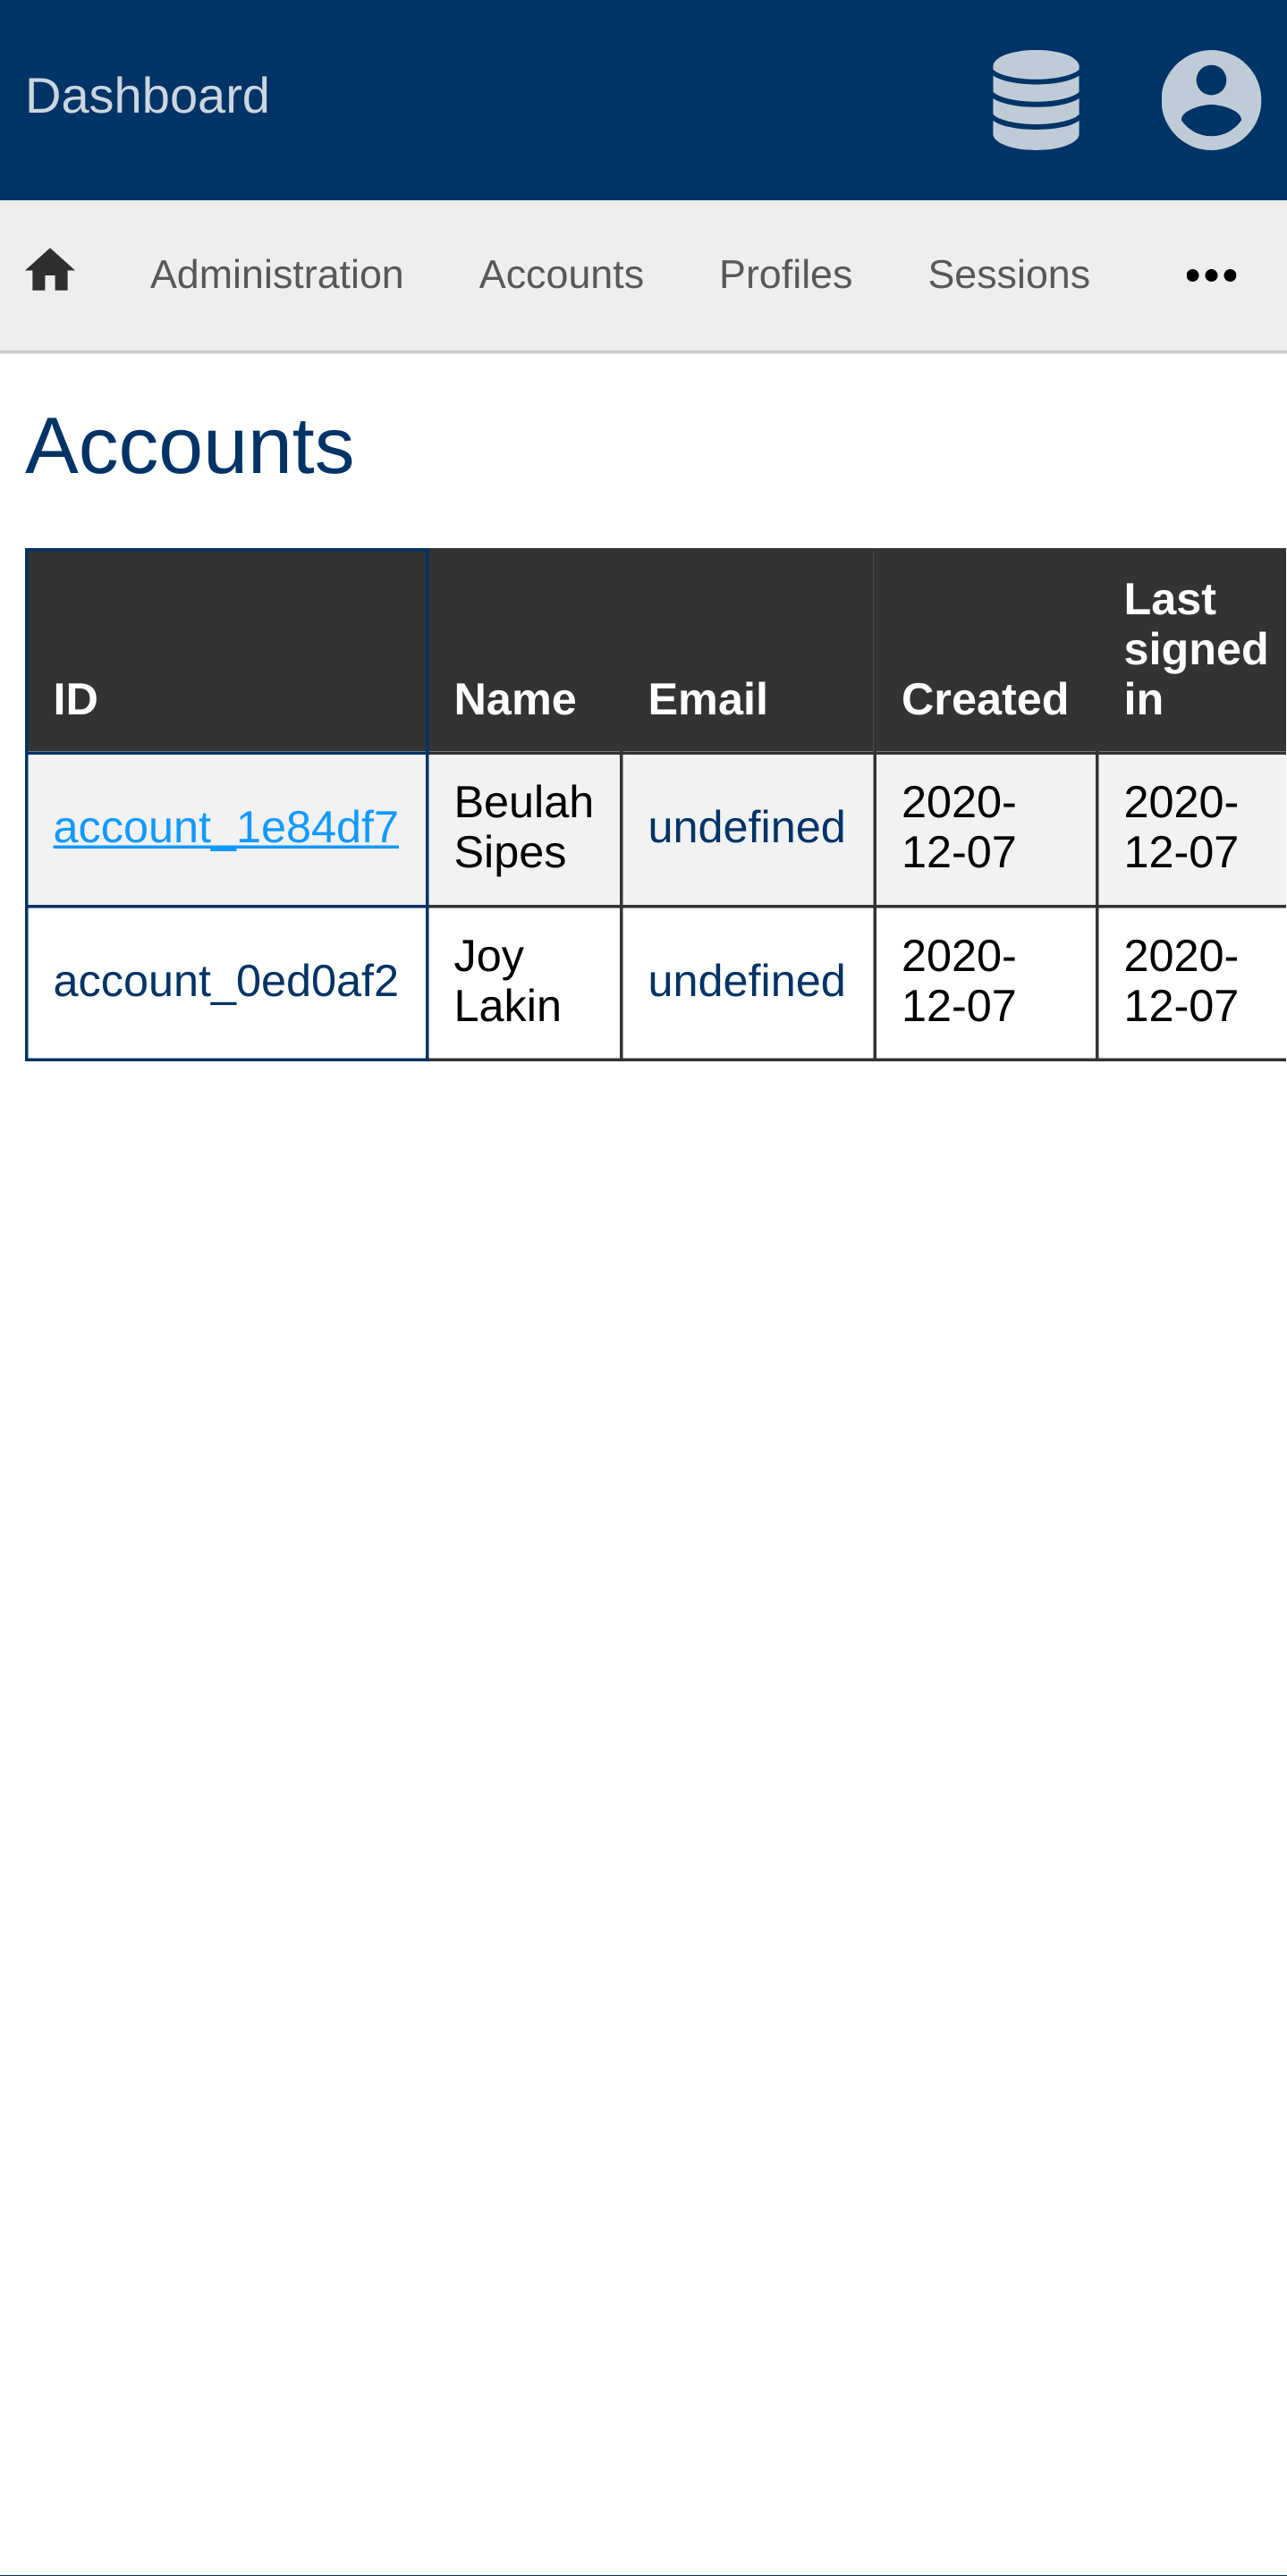 Dashboard
Administration Accounts Profiles Sessions
Accounts
ID Name Email Created Last signed in
account_1e84df7 Beulah Sipes undefined 2020-12-07 2020-12-07
account_0ed0af2 Joy Lakin undefined 2020-12-07 2020-12-07